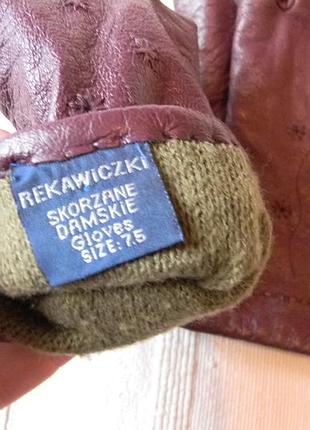 REKAWICZKI
SKORZANE
DAMSKIE
Gloves
SIZE: 7.5